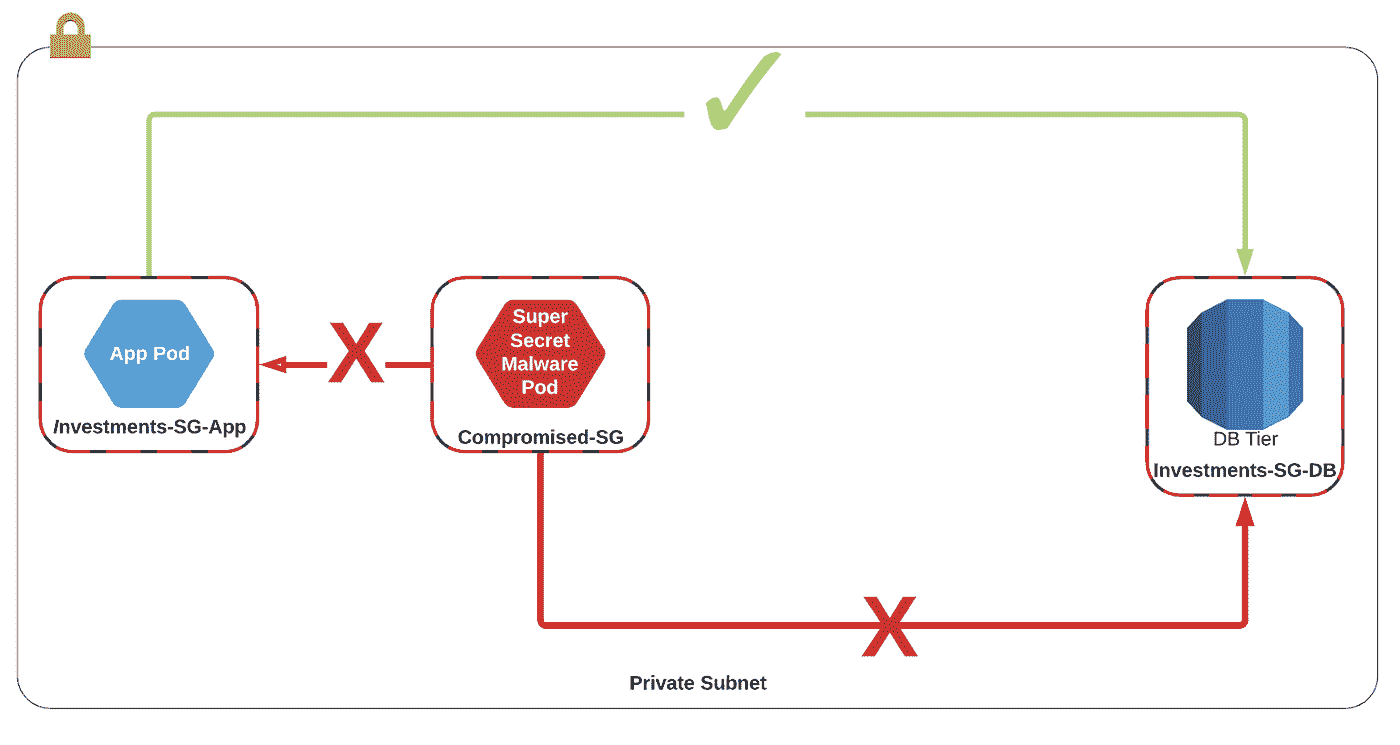 App Pod
Investments-SG-App
X
Super
Secret
Malware
Pod
Compromised-SG
DB Tier
Investments-SG-DB
X
Private Subnet